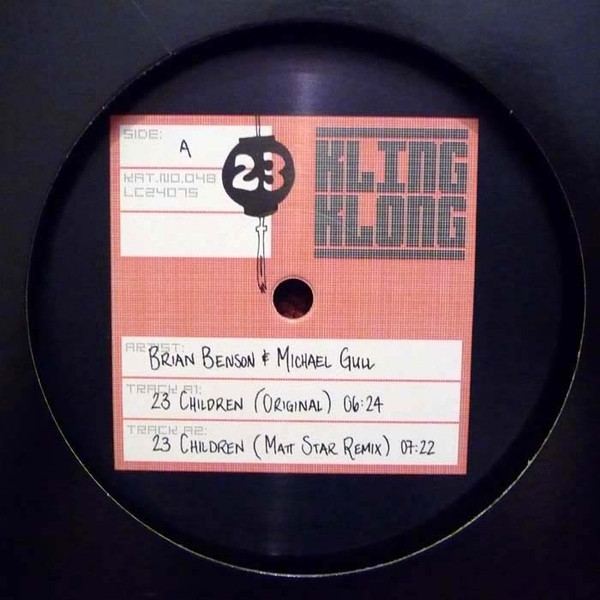 SIDE:
A
KAT.NO.048
LC24075
23
KLING
KLONG
ARTIST:
BRIAN BENSON & MICHAEL GULL
TRACK A1:
23 CHILDREN (ORIGINAL) 06:24
TRACK A2:
23 CHILDREN (MATT STAR REMIX) 07:22